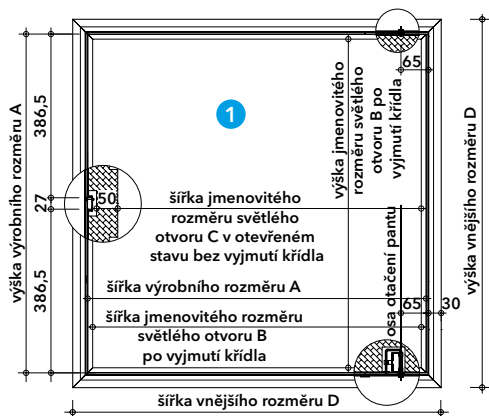 65
výška výrobního rozměru A
386,5
27
386,5
1
výška jmenovitého
rozměru světlého
otvoru B po
vyjmutí křídla
výška vnějšího rozměru D
50
šířka jmenovitého
rozměru světlého
otvoru C v otevřeném
stavu bez vyjmutí křídla
osa otačení pantu
šířka výrobního rozměru A
65
30
šířka jmenovitého rozměru
světlého otvoru B
po vyjmutí křídla
šířka vnějšího rozměru D